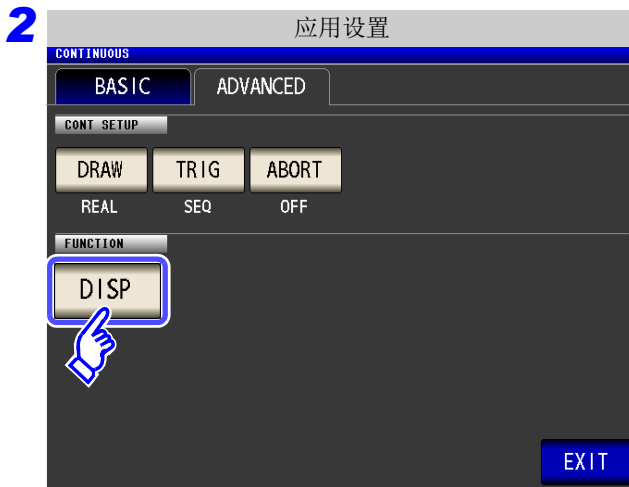 2
应用设置
CONTINUOUS
BASIC ADVANCED
CONT SETUP
DRAW TRIG ABORT
REAL SEQ OFF
FUNCTION
DISP
EXIT